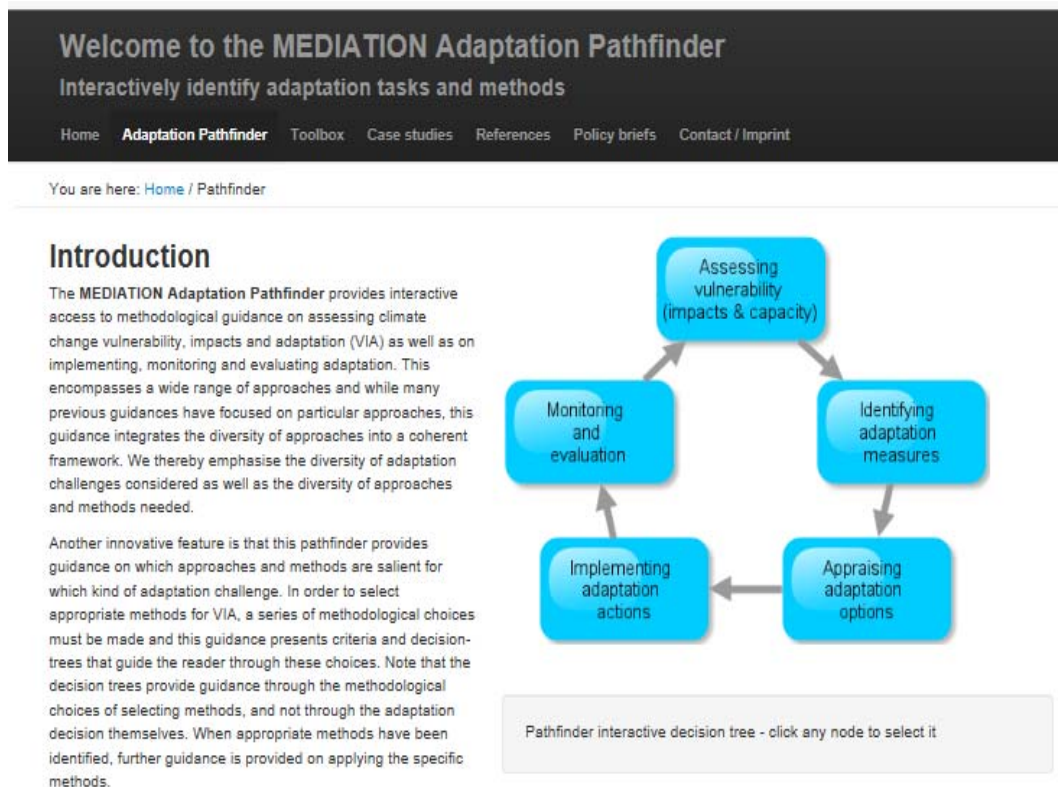 Welcome to the MEDIATION Adaptation Pathfinder
Interactively identify adaptation tasks and methods
Home Adaptation Pathfinder Toolbox Case studies References Policy briefs Contact / Imprint
You are here: Home / Pathfinder
Introduction
The MEDIATION Adaptation Pathfinder provides interactive
access to methodological guidance on assessing climate
change vulnerability, impacts and adaptation (VIA) as well as on
implementing, monitoring and evaluating adaptation. This
encompasses a wide range of approaches and while many
previous guidances have focused on particular approaches, this
guidance integrates the diversity of approaches into a coherent
framework. We thereby emphasise the diversity of adaptation
challenges considered as well as the diversity of approaches
and methods needed.
Another innovative feature is that this pathfinder provides
guidance on which approaches and methods are salient for
which kind of adaptation challenge. In order to select
appropriate methods for VIA, a series of methodological choices
must be made and this guidance presents criteria and decision-
trees that guide the reader through these choices. Note that the
decision trees provide guidance through the methodological
choices of selecting methods, and not through the adaptation
decision themselves. When appropriate methods have been
identified, further guidance is provided on applying the specific
methods.
Assessing
vulnerability
(impacts & capacity)
Identifying
adaptation
measures
Appraising
adaptation
options
Implementing
adaptation
actions
Monitoring
and
evaluation
Pathfinder interactive decision tree - click any node to select it